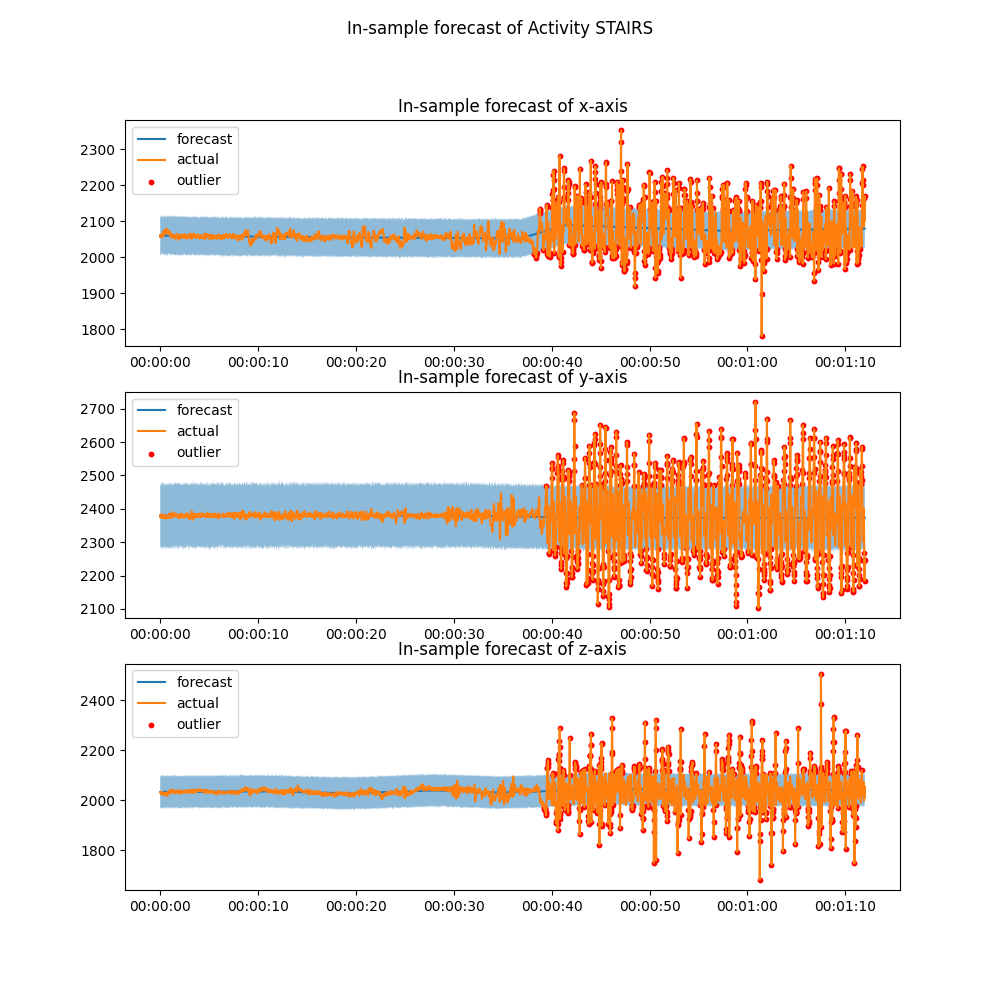 In-sample forecast of Activity STAIRS
In-sample forecast of x-axis
forecast
actual
outlier
2300
2200
2100
2000
1900
1800
00:00:00 00:00:10 00:00:20 00:00:30 00:00:40 00:00:50 00:01:00 00:01:10
In-sample forecast of y-axis
forecast
actual
outlier
2700
2600
2500
2400
2300
2200
2100
00:00:00 00:00:10 00:00:20 00:00:30 00:00:40 00:00:50 00:01:00 00:01:10
In-sample forecast of z-axis
forecast
actual
outlier
2400
2200
2000
1800
00:00:00 00:00:10 00:00:20 00:00:30 00:00:40 00:00:50 00:01:00 00:01:10